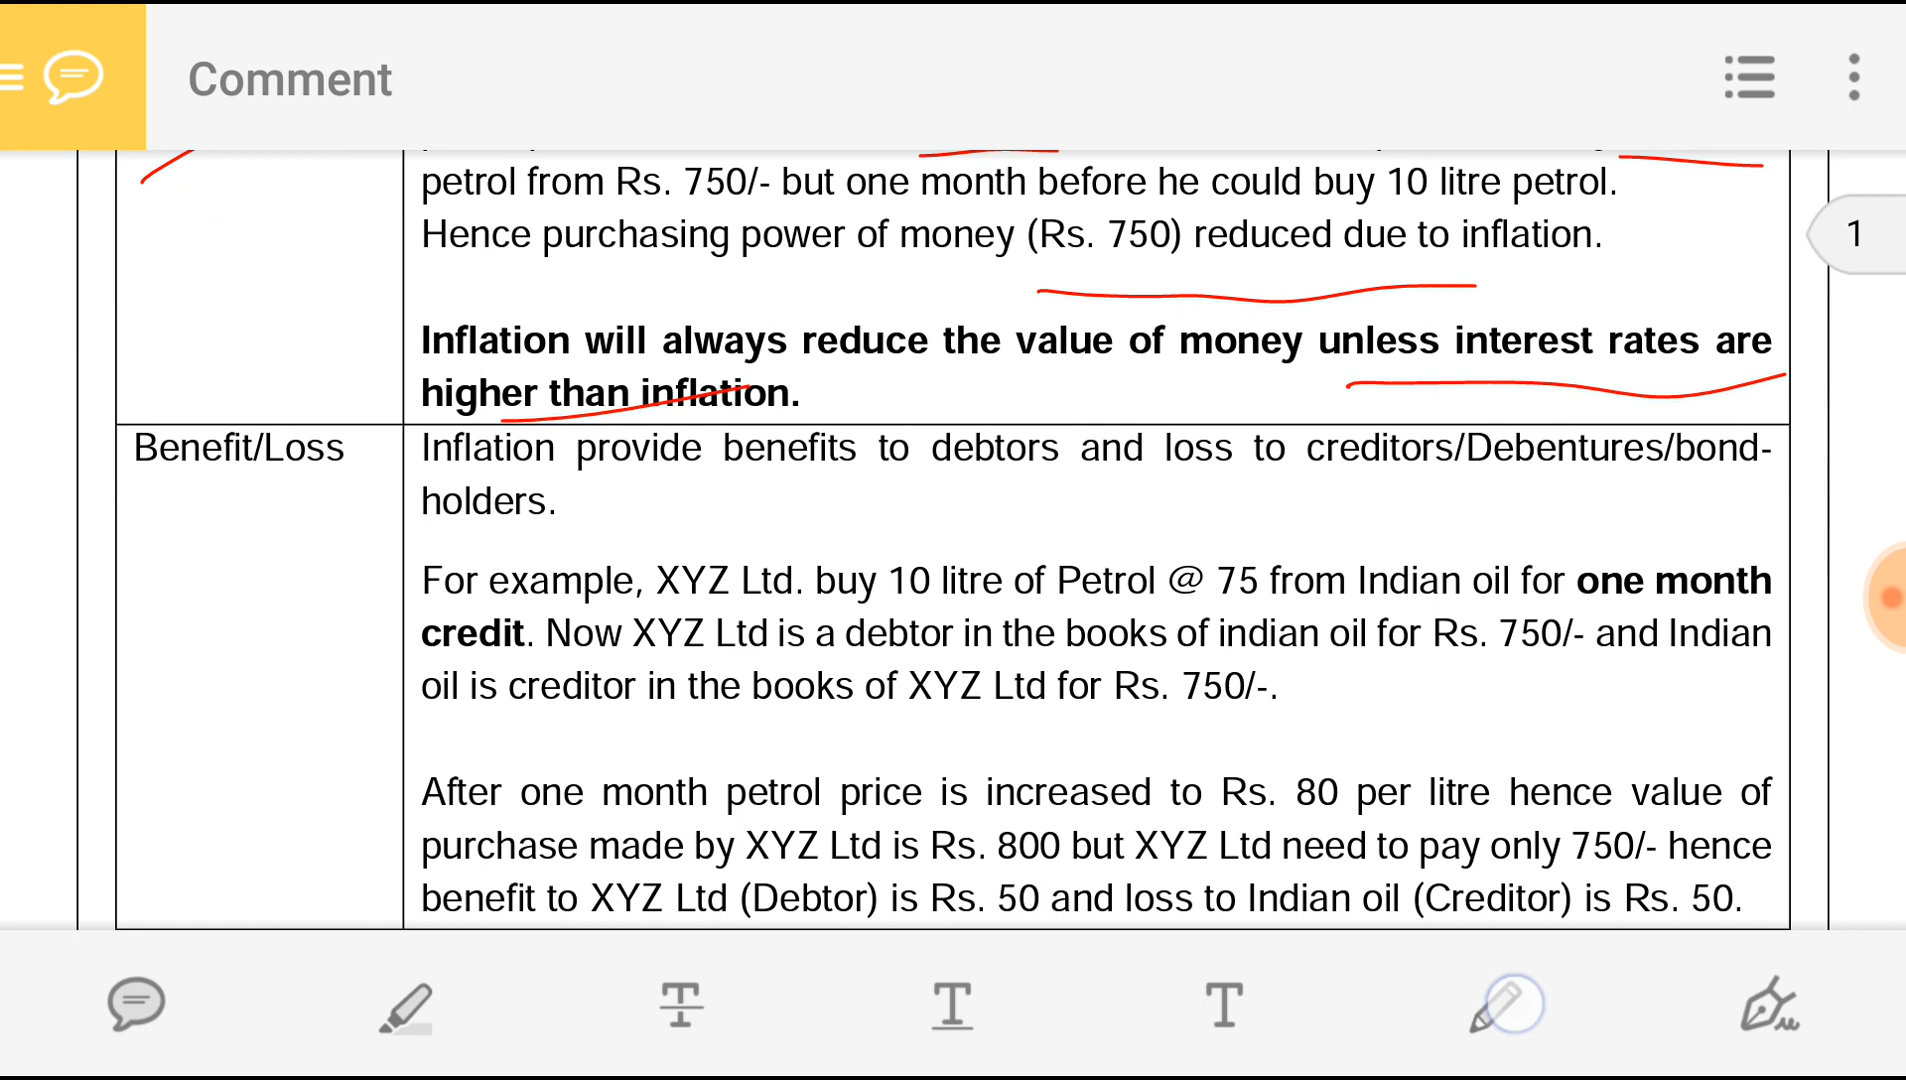 Comment
petrol from Rs. 750/- but one month before he could buy 10 litre petrol.
Hence purchasing power of money (Rs. 750) reduced due to inflation.
1
Inflation will always reduce the value of money unless interest rates are
higher than inflation.
Benefit/Loss
Inflation provide benefits to debtors and loss to creditors/Debentures/bond-
holders.
For example, XYZ Ltd. buy 10 litre of Petrol @ 75 from Indian oil for one month
credit. Now XYZ Ltd is a debtor in the books of indian oil for Rs. 750/- and Indian
oil is creditor in the books of XYZ Ltd for Rs. 750/-.
After one month petrol price is increased to Rs. 80 per litre hence value of
purchase made by XYZ Ltd is Rs. 800 but XYZ Ltd need to pay only 750/- hence
benefit to XYZ Ltd (Debtor) is Rs. 50 and loss to Indian oil (Creditor) is Rs. 50.